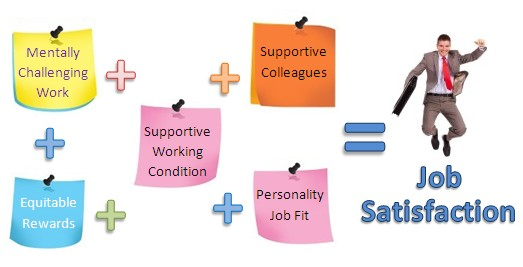 Mentally
Challenging
Work
Supportive
Colleagues
Supportive
Working
Condition
Equitable
Rewards
Personality
Job Fit
Job
Satisfaction